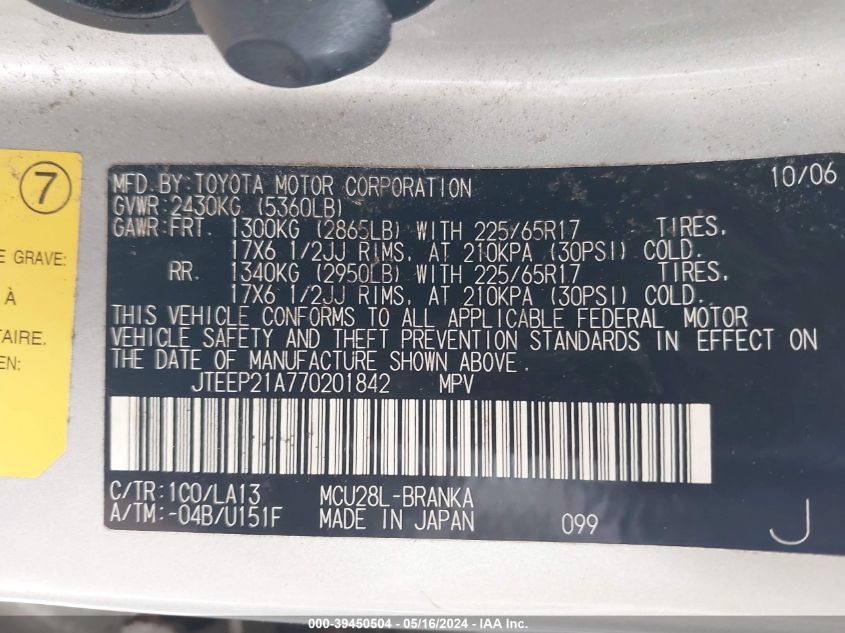 7
E GRAVE:
À
TAIRE.
EN:
MFD.BY:TOYOTA MOTOR CORPORATION 10/06
GVWR:2430KG (5360LB)
GAWR:FRT. 1300KG (2865LB) WITH 225/65R17 TIRES,
17X6 1/2JJ RIMS, AT 210KPA (30PSI) COLD.
RR. 1340KG (2950LB) WITH 225/65R17 TIRES,
17X6 1/2JJ RIMS, AT 210KPA (30PSI) COLD.
THIS VEHICLE CONFORMS TO ALL APPLICABLE FEDERAL MOTOR
VEHICLE SAFETY AND THEFT PREVENTION STANDARDS IN EFFECT ON
THE DATE OF MANUFACTURE SHOWN ABOVE.
JTEEP21A770201842 MPV
C/TR:1C0/LA13 MCU28L-BRANKA
A/TM:-04B/U151F MADE IN JAPAN 099 J
000-39450504 - 05/16/2024 - IAA Inc.